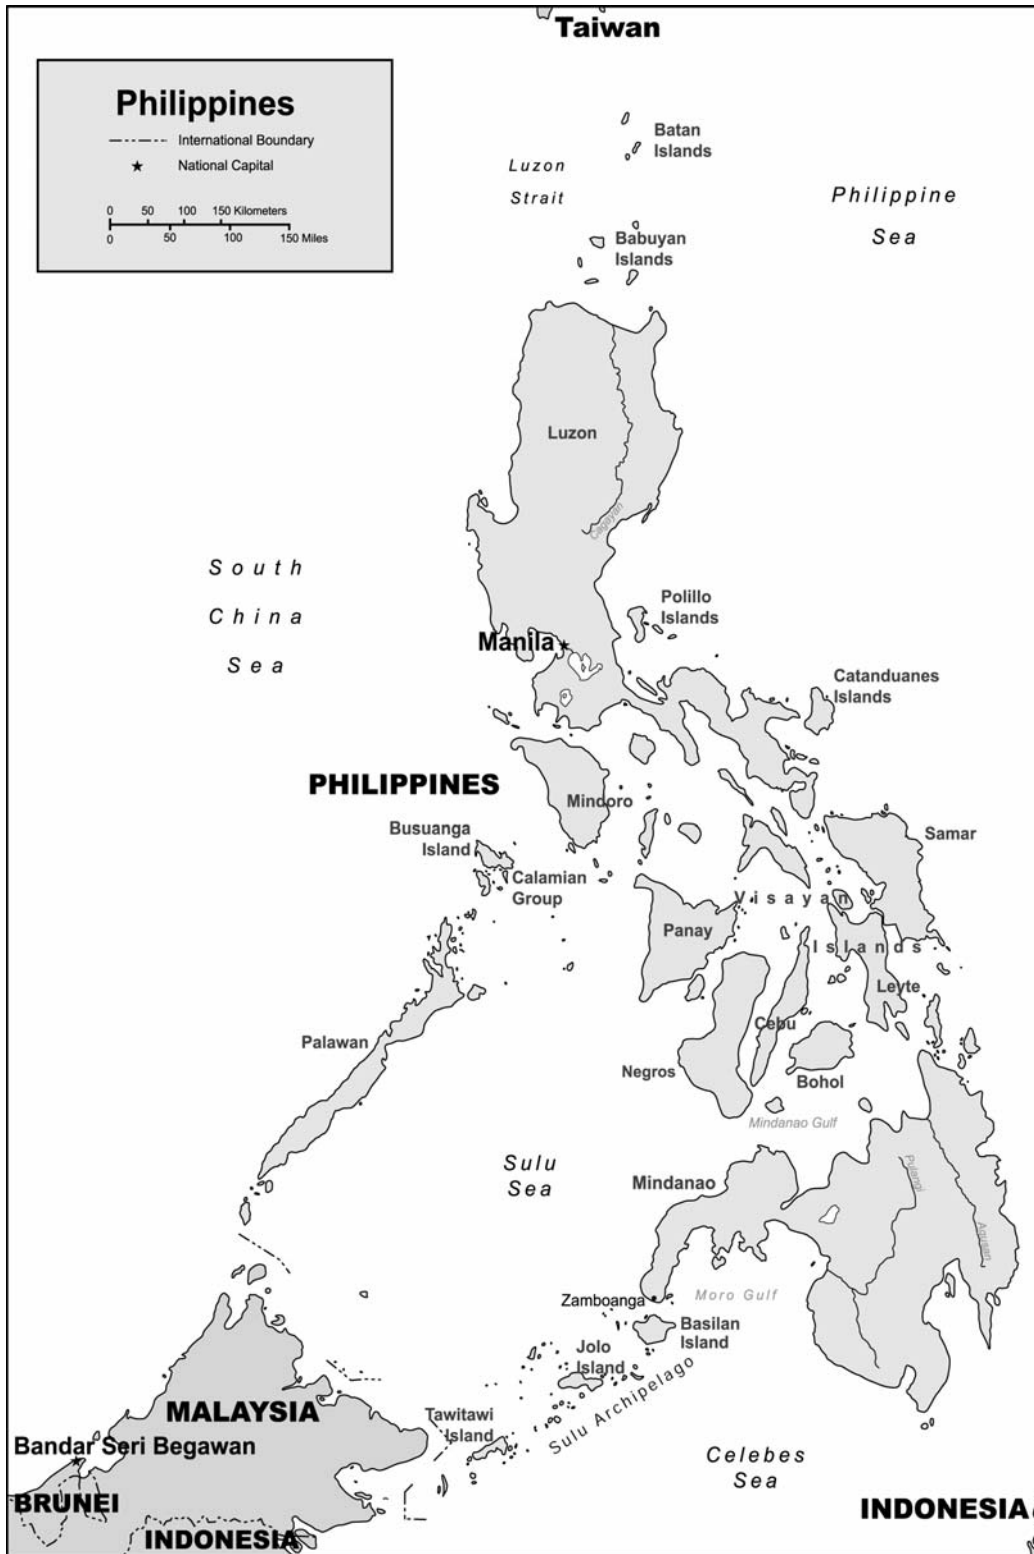 Taiwan
Philippines
International Boundary
National Capital
0 50 100 150 Kilometers
0 50 100 150 Miles
Batan
Islands
Luzon
Strait
Philippine
Sea
Babuyan
Islands
Luzon
Cagayan
South
China
Sea
Polillo
Islands
Manila
Catanduanes
Islands
PHILIPPINES
Mindoro
Busuanga
Island
Samar
Calamian
Group
Visayan
Islands
Panay
Leyte
Cebu
Palawan
Negros
Bohol
Mindanao Gulf
Sulu
Sea
Mindanao
Pulangi
Agusan
Zamboanga
Moro Gulf
Basilan
Island
Jolo
Island
Sulu Archipelago
MALAYSIA
Tawitawi
Island
Bandar Seri Begawan
Celebes
Sea
BRUNEI
INDONESIA
INDONESIA